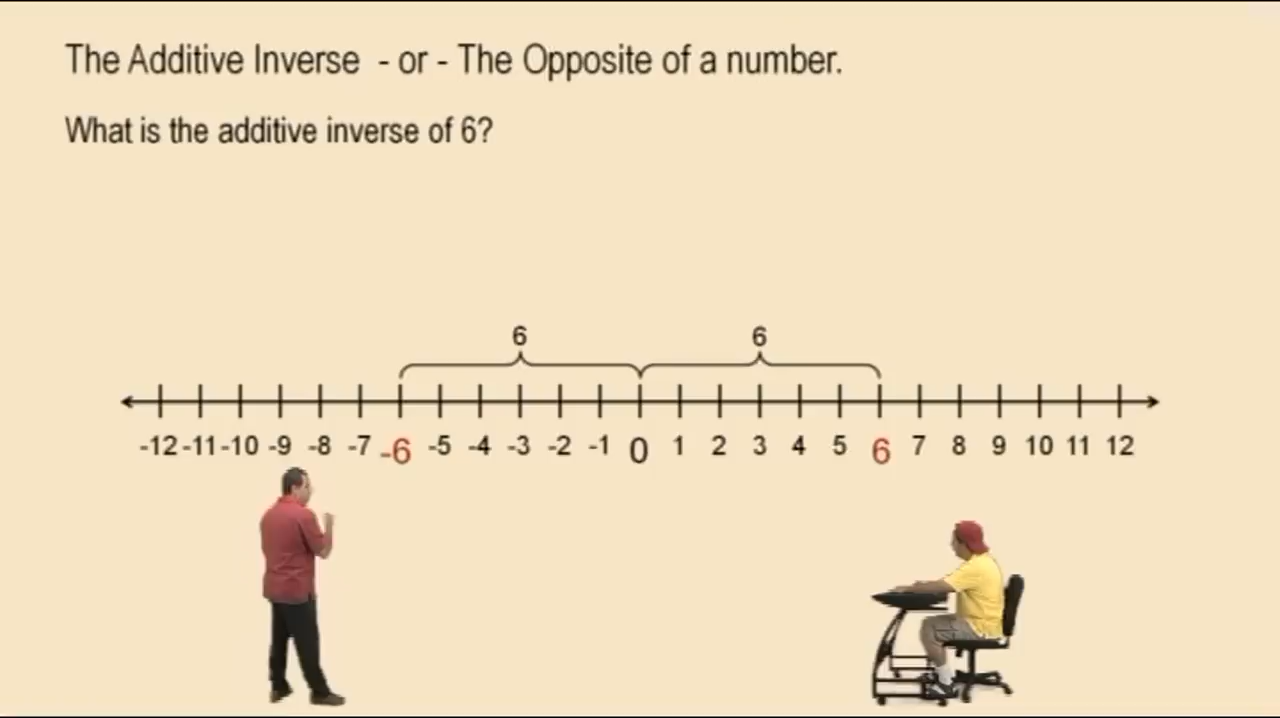 The Additive Inverse - or - The Opposite of a number.
What is the additive inverse of 6?
6 6
-12 -11 -10 -9 -8 -7 -6 -5 -4 -3 -2 -1 0 1 2 3 4 5 6 7 8 9 10 11 12